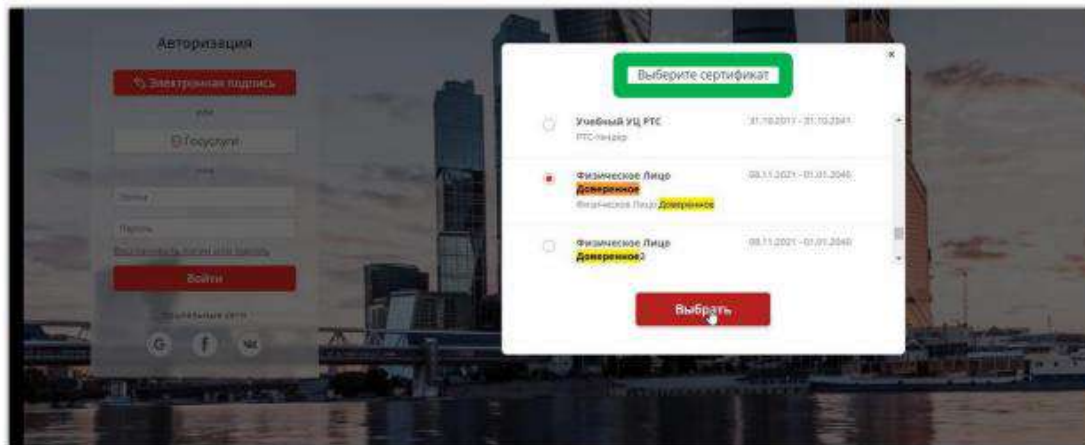 Авторизация
Электронная подпись
или
Госуслуги
или
Логин
Пароль
Восстановить логин или пароль
Войти
Социальные сети
G f
Выберите сертификат
Учебный УЦ РТС
31.10.2011 - 31.10.2041
РТС-тендер
Физическое Лицо
Доверенное
08.11.2021 - 01.01.2040
Физическое Лицо Доверенное
Физическое Лицо
Доверенное2
08.11.2021 - 01.01.2040
Выбрать